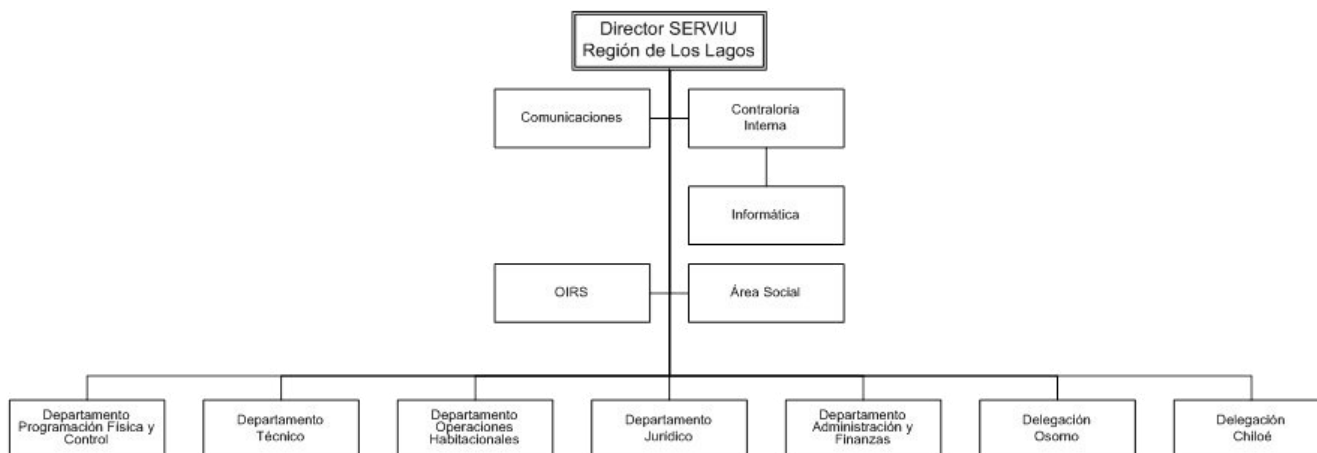 Director SERVIU
Región de Los Lagos
Comunicaciones
Contraloría
Interna
Informática
OIRS
Área Social
Departamento
Programación Física y
Control
Departamento
Técnico
Departamento
Operaciones
Habitacionales
Departamento
Jurídico
Departamento
Administración y
Finanzas
Delegación
Osorno
Delegación
Chiloé